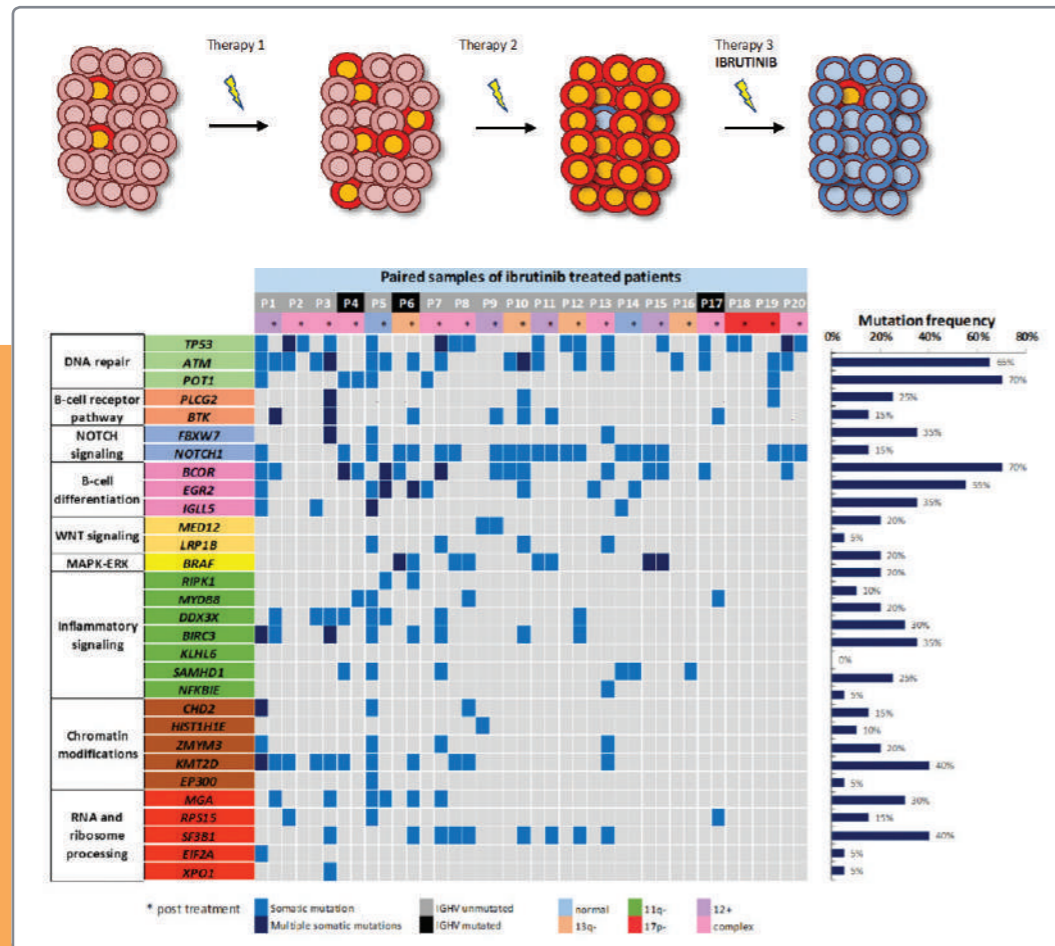 Therapy 1
Therapy 2
Therapy 3
IBRUTINIB
Paired samples of ibrutinib treated patients
P1 P2 P3 P4 P5 P6 P7 P8 P9 P10 P11 P12 P13 P14 P15 P16 P17 P18 P19 P20
* * * * * * * * * * * * * * * * * * * *
Mutation frequency
0% 20% 40% 60% 80%
DNA repair
TP53
ATM
POT1
B-cell receptor
pathway
PLCG2
BTK
NOTCH
signaling
FBXW7
NOTCH1
B-cell
differentiation
BCOR
EGR2
IGLL5
WNT signaling
MED12
LRP1B
MAPK-ERK
BRAF
Inflammatory
signaling
RIPK1
MYD88
DDX3X
BIRC3
KLHL6
SAMHD1
NFKBIE
Chromatin
modifications
CHD2
HIST1H1E
ZMYM3
KMT2D
EP300
RNA and
ribosome
processing
MGA
RPS15
SF3B1
EIF2A
XPO1
65%
70%
25%
15%
35%
15%
70%
55%
35%
20%
5%
20%
20%
10%
20%
30%
35%
0%
25%
5%
15%
10%
20%
40%
5%
30%
15%
40%
5%
5%
* post treatment
Somatic mutation
Multiple somatic mutations
IGHV unmutated
IGHV mutated
normal
13q-
11q-
17p-
12+
complex